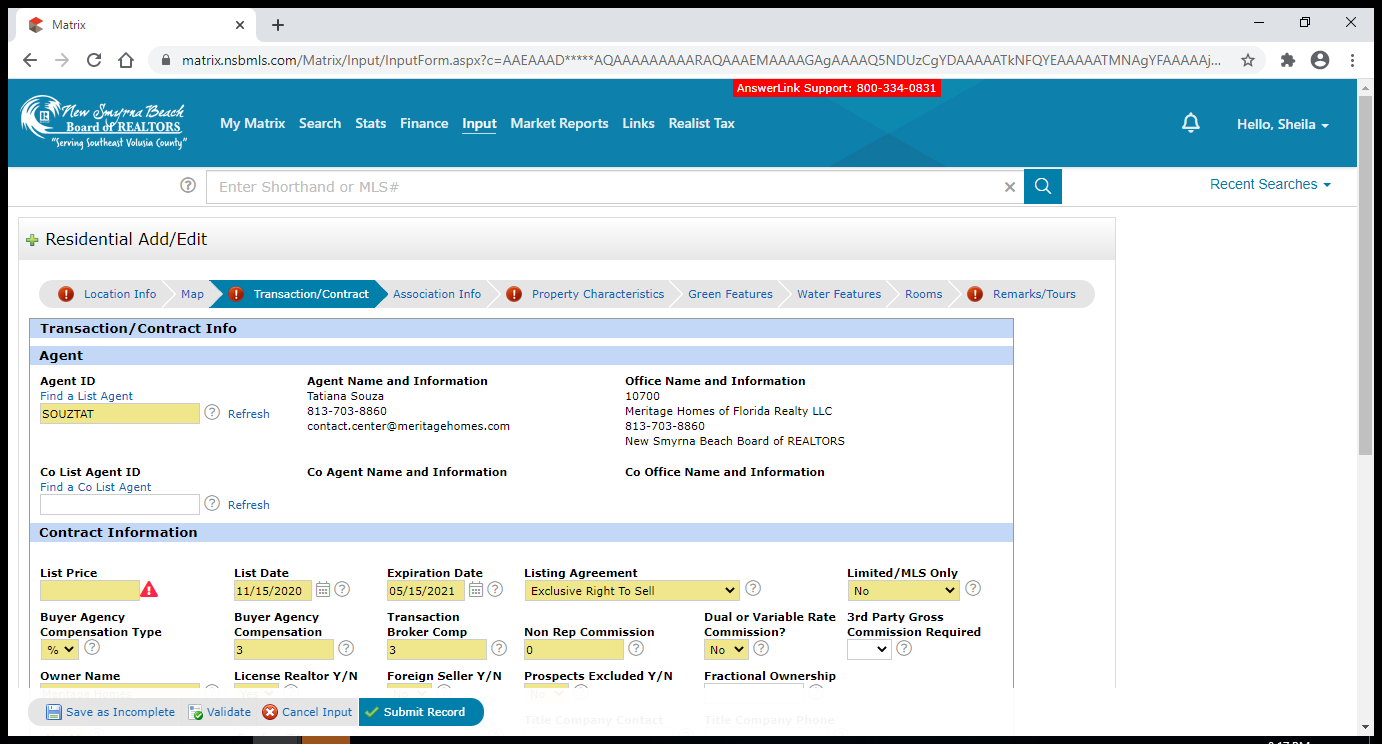 Matrix
matrix.nsbmls.com/Matrix/Input/InputForm.aspx?c=AAEAAAD*****AQAAAAAAAAARAQAAAEMAAAAGAgAAAAQ5NDUzCgYDAAAAATkNFQYEAAAAATMNAgYFAAAAAj...
AnswerLink Support: 800-334-0831
New Smyrna Beach
Board of REALTORS
"Serving Southeast Volusia County"
My Matrix Search Stats Finance Input Market Reports Links Realist Tax
Hello, Sheila
Enter Shorthand or MLS#
Recent Searches
Residential Add/Edit
Location Info Map Transaction/Contract Association Info Property Characteristics Green Features Water Features Rooms Remarks/Tours
Transaction/Contract Info
Agent
Agent ID Agent Name and Information Office Name and Information
Find a List Agent Tatiana Souza 10700
SOUZTAT Refresh 813-703-8860 Meritage Homes of Florida Realty LLC
contact.center@meritagehomes.com 813-703-8860
New Smyrna Beach Board of REALTORS
Co List Agent ID Co Agent Name and Information Co Office Name and Information
Find a Co List Agent
Refresh
Contract Information
List Price List Date Expiration Date Listing Agreement Limited/MLS Only
11/15/2020 05/15/2021 Exclusive Right To Sell No
Buyer Agency Buyer Agency Transaction Dual or Variable Rate 3rd Party Gross
Compensation Type Compensation Broker Comp Non Rep Commission Commission? Commission Required
% 3 3 0 No
Owner Name License Realtor Y/N Foreign Seller Y/N Prospects Excluded Y/N Fractional Ownership
Meritage Homes
Save as Incomplete Validate Cancel Input Submit Record
Title Company Contact Title Company Phone